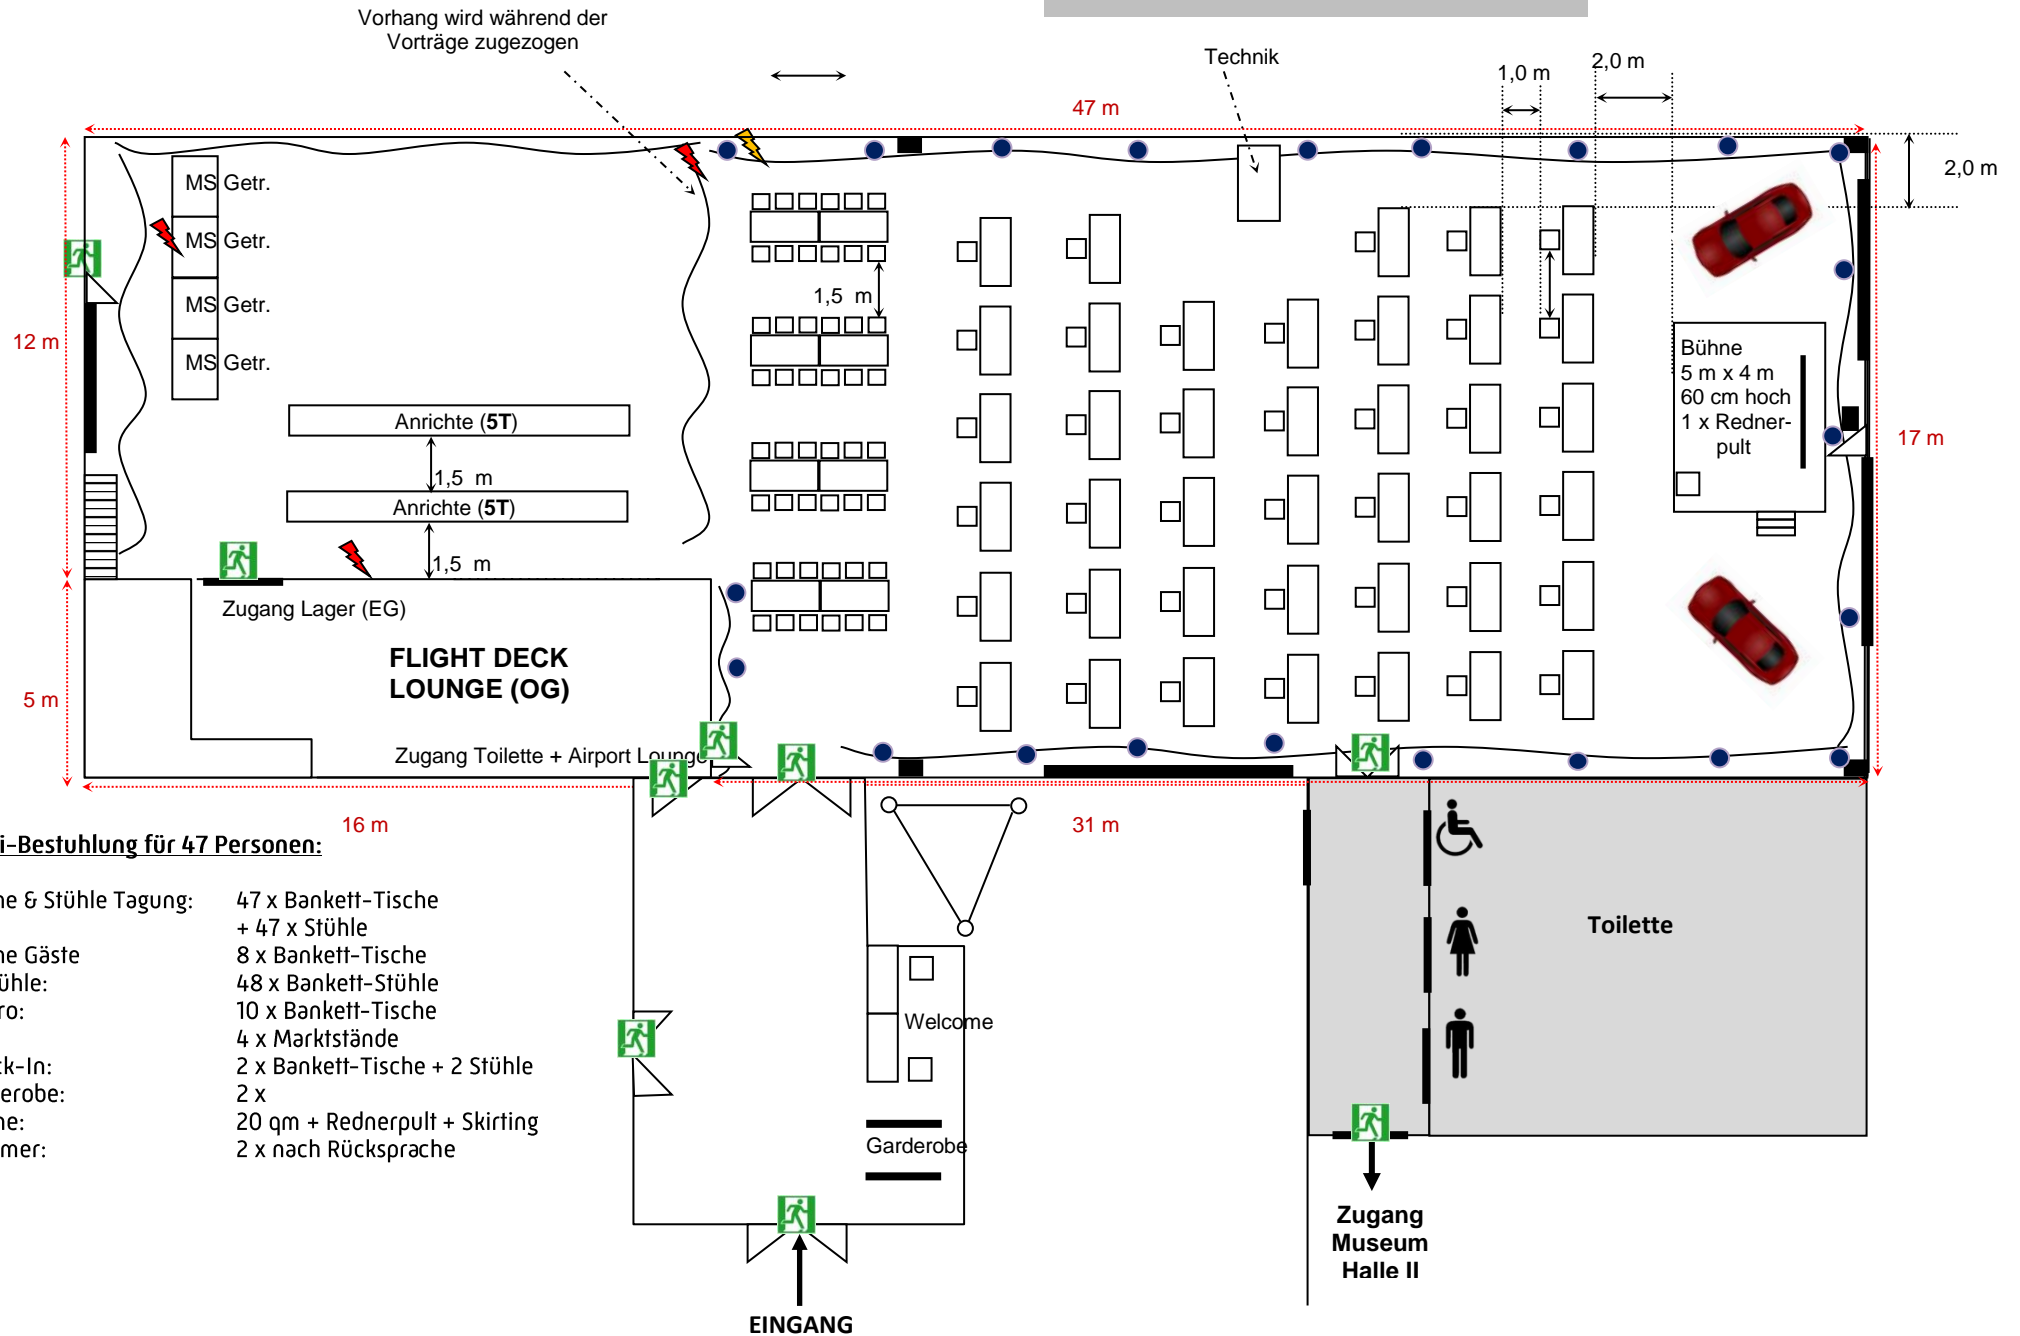 Vorhang wird während der
Vorträge zugezogen
Technik
1,0 m
2,0 m
47 m
2,0 m
MS Getr.
MS Getr.
MS Getr.
MS Getr.
1,5 m
12 m
Bühne
5 m x 4 m
60 cm hoch
1 x Redner-
pult
17 m
Anrichte (5T)
1,5 m
Anrichte (5T)
1,5 m
Zugang Lager (EG)
FLIGHT DECK
LOUNGE (OG)
5 m
Zugang Toilette + Airport Lounge
16 m
31 m
i-Bestuhlung für 47 Personen:
ne & Stühle Tagung: 47 x Bankett-Tische
+ 47 x Stühle
ne Gäste 8 x Bankett-Tische
ühle: 48 x Bankett-Stühle
ro: 10 x Bankett-Tische
4 x Marktstände
ck-In: 2 x Bankett-Tische + 2 Stühle
erobe: 2 x
ne: 20 qm + Rednerpult + Skirting
mer: 2 x nach Rücksprache
Welcome
Garderobe
Toilette
Zugang
Museum
Halle II
EINGANG